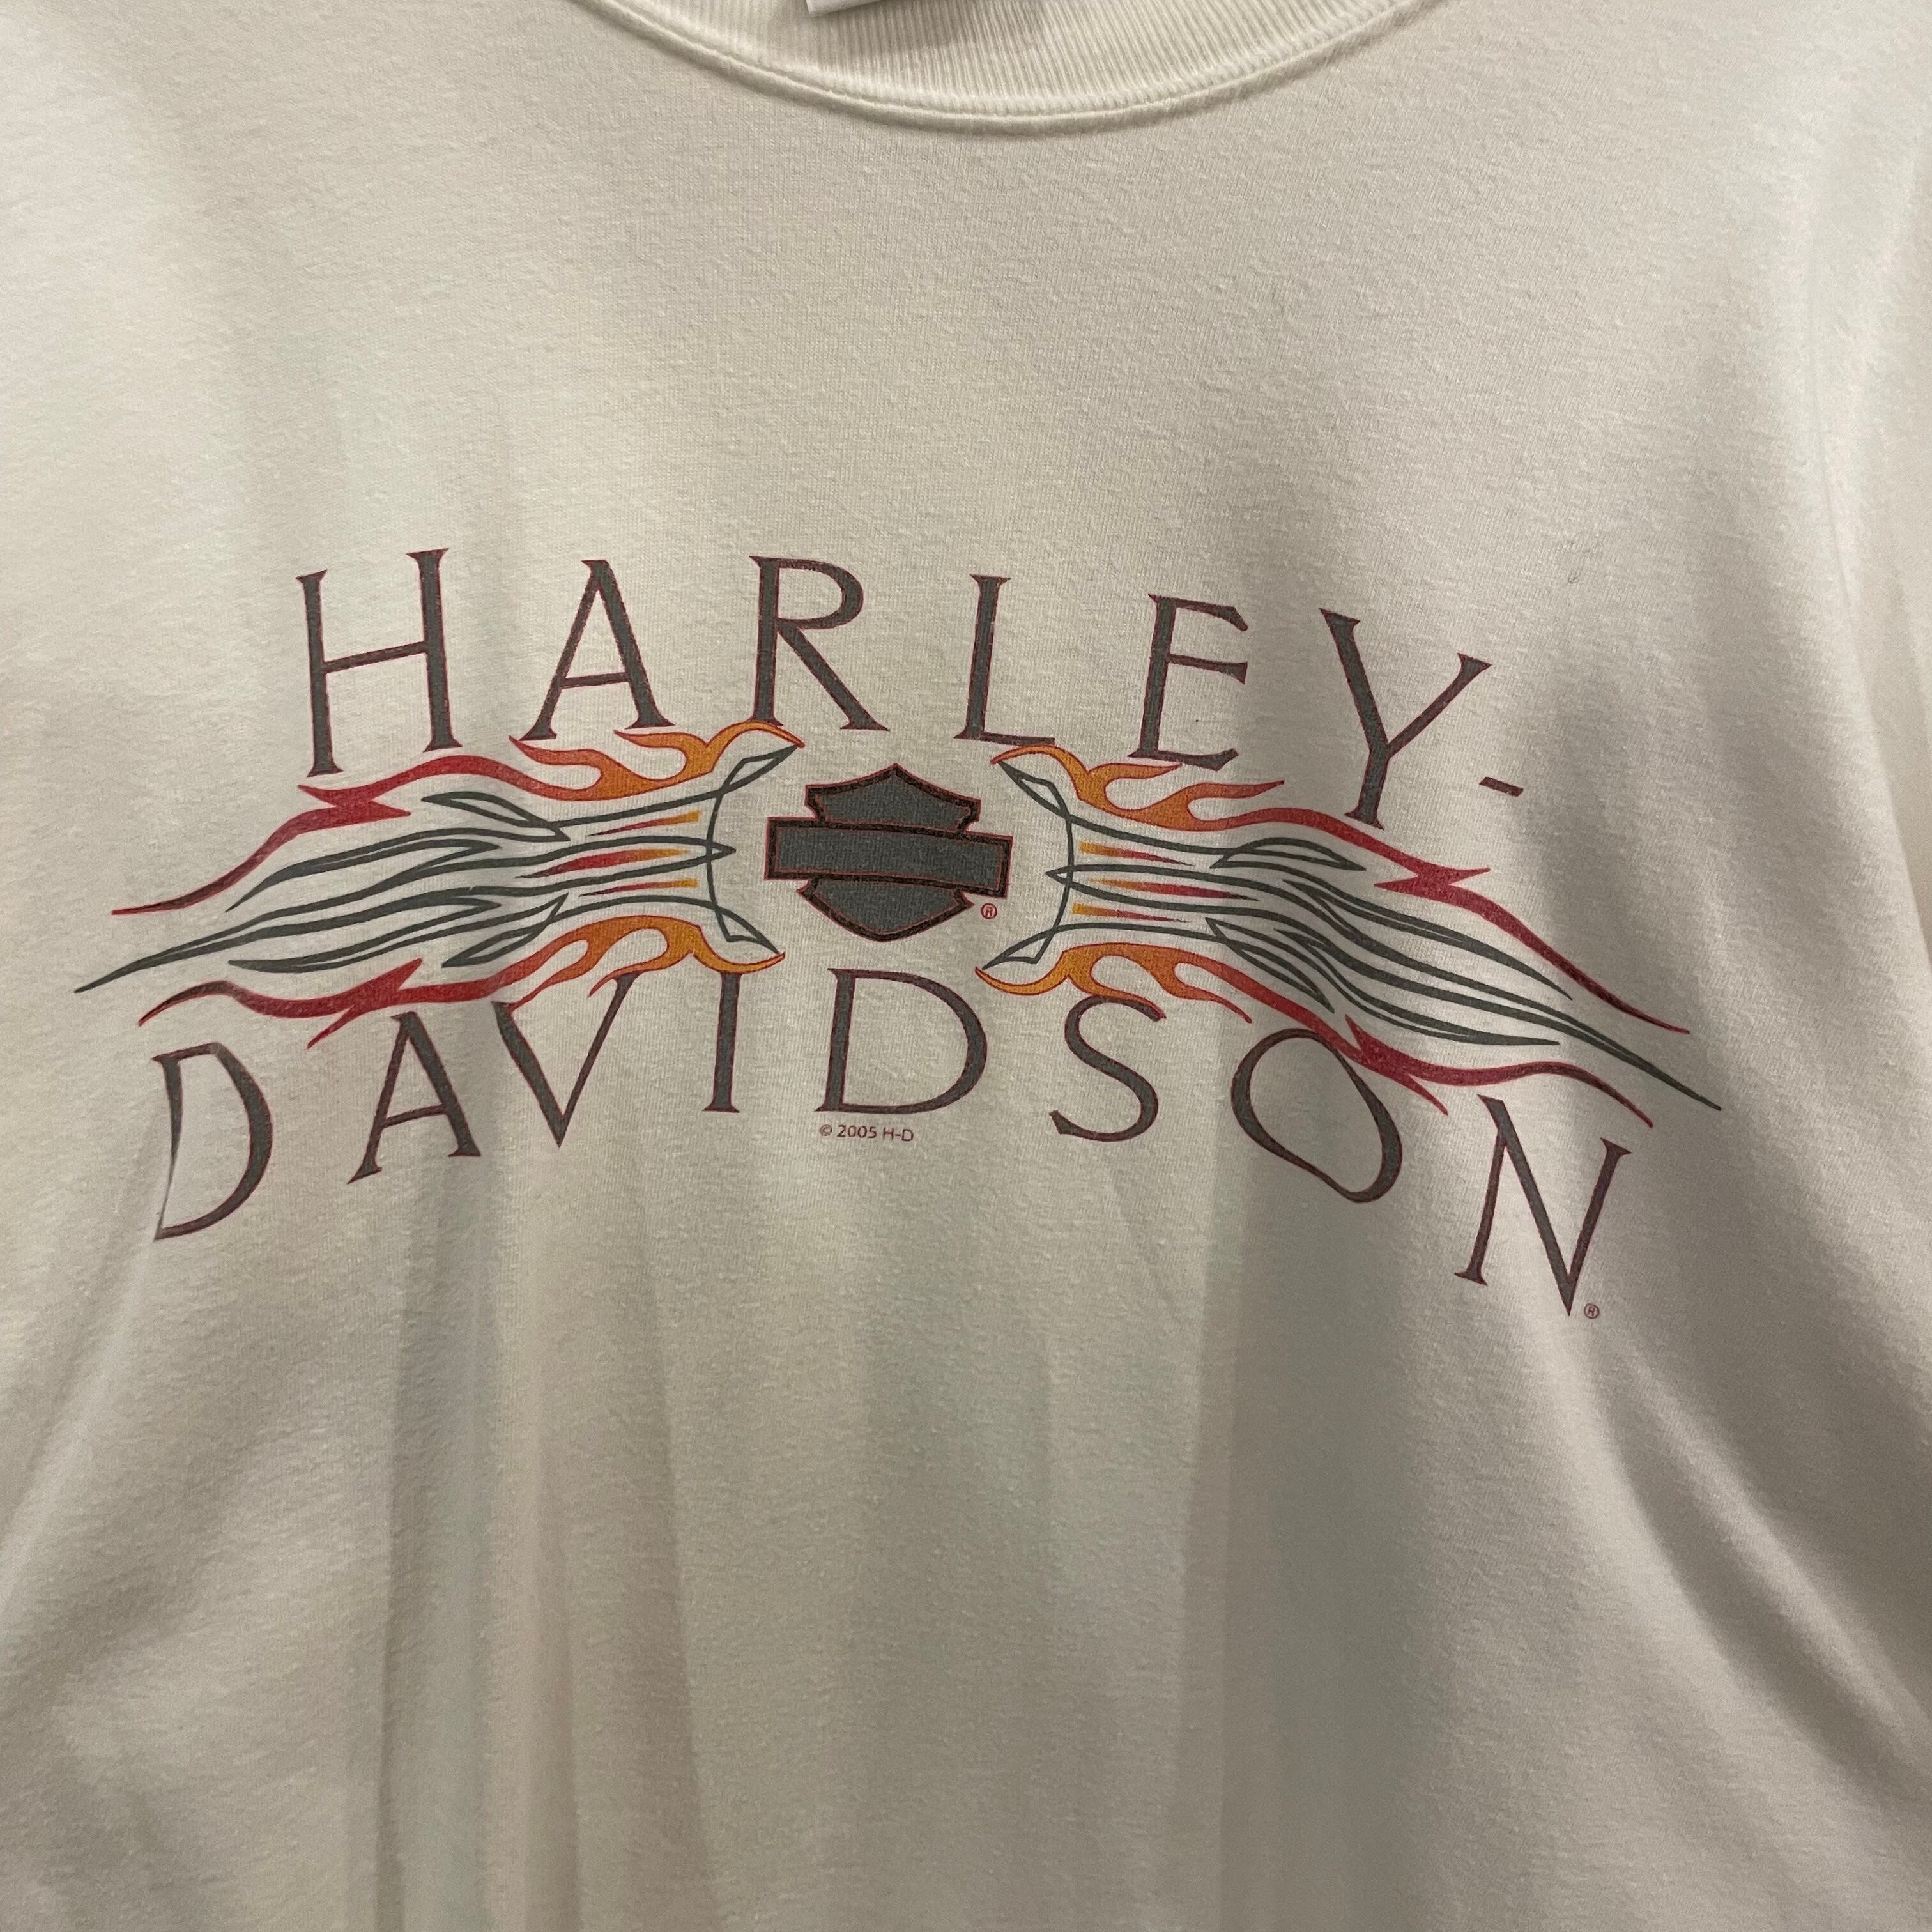 HARLEY-
®
DAVIDSON®
© 2005 H-D